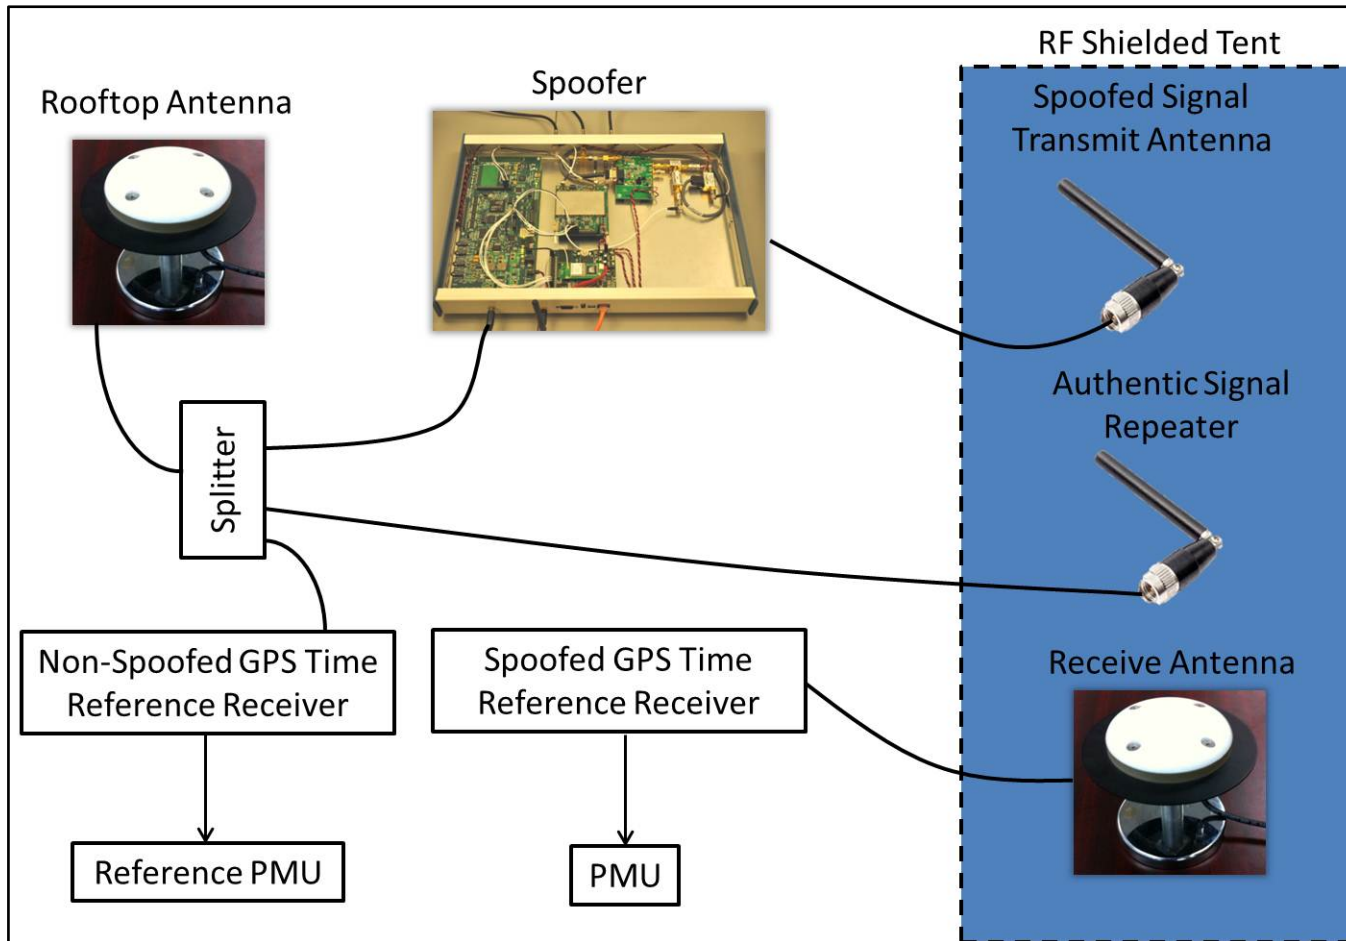 RF Shielded Tent
Rooftop Antenna
Spoofer
Spoofed Signal
Transmit Antenna
Authentic Signal
Repeater
Splitter
Non-Spoofed GPS Time
Reference Receiver
Spoofed GPS Time
Reference Receiver
Receive Antenna
Reference PMU
PMU